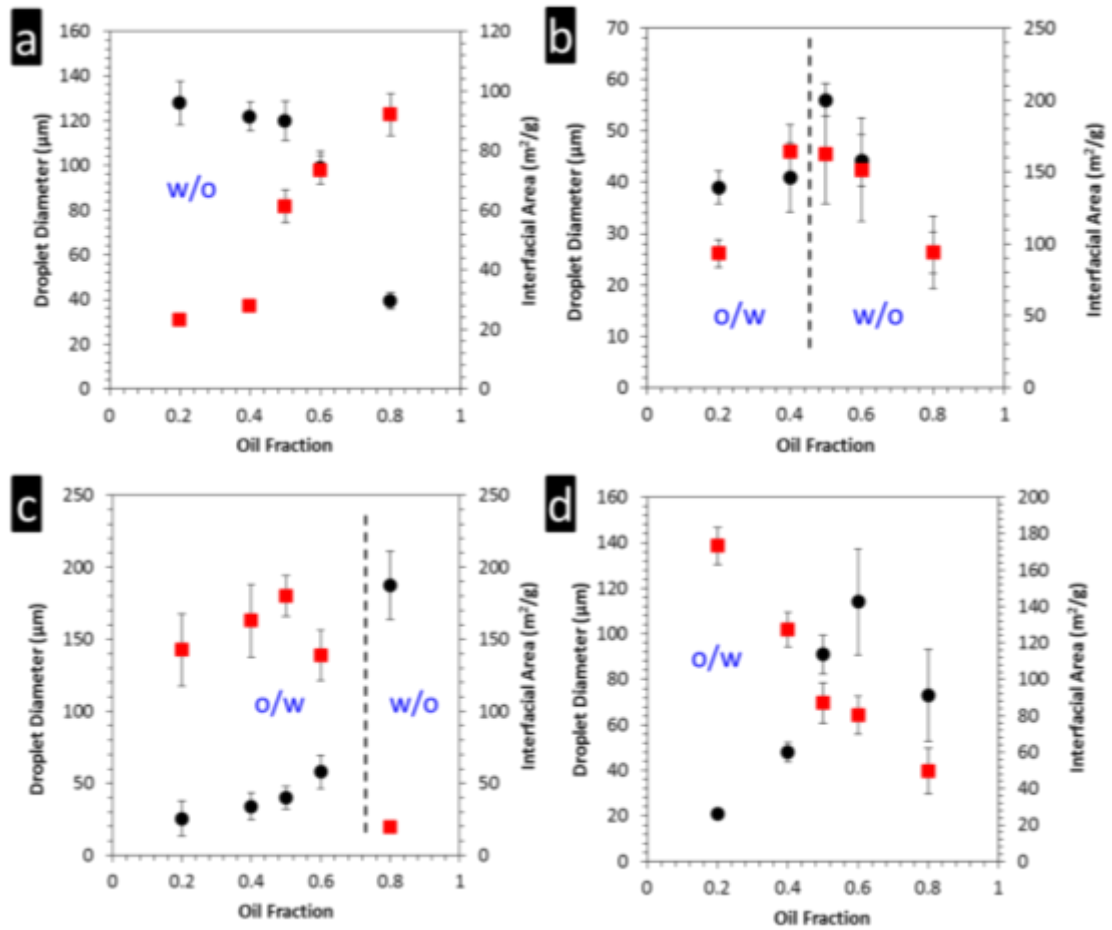 a
160
140
120
100
80
60
40
20
0
Droplet Diameter (µm)
120
100
80
60
40
20
0
Interfacial Area (m²/g)
w/o
0 0.2 0.4 0.6 0.8 1
Oil Fraction
b
70
60
50
40
30
20
10
0
Droplet Diameter (µm)
250
200
150
100
50
0
Interfacial Area (m²/g)
o/w w/o
0 0.2 0.4 0.6 0.8 1
Oil Fraction
c
250
200
150
100
50
0
Droplet Diameter (µm)
250
200
150
100
50
0
Interfacial Area (m²/g)
o/w w/o
0 0.2 0.4 0.6 0.8 1
Oil Fraction
d
160
140
120
100
80
60
40
20
0
Droplet Diameter (µm)
200
180
160
140
120
100
80
60
40
20
0
Interfacial Area (m²/g)
o/w
0 0.2 0.4 0.6 0.8 1
Oil Fraction